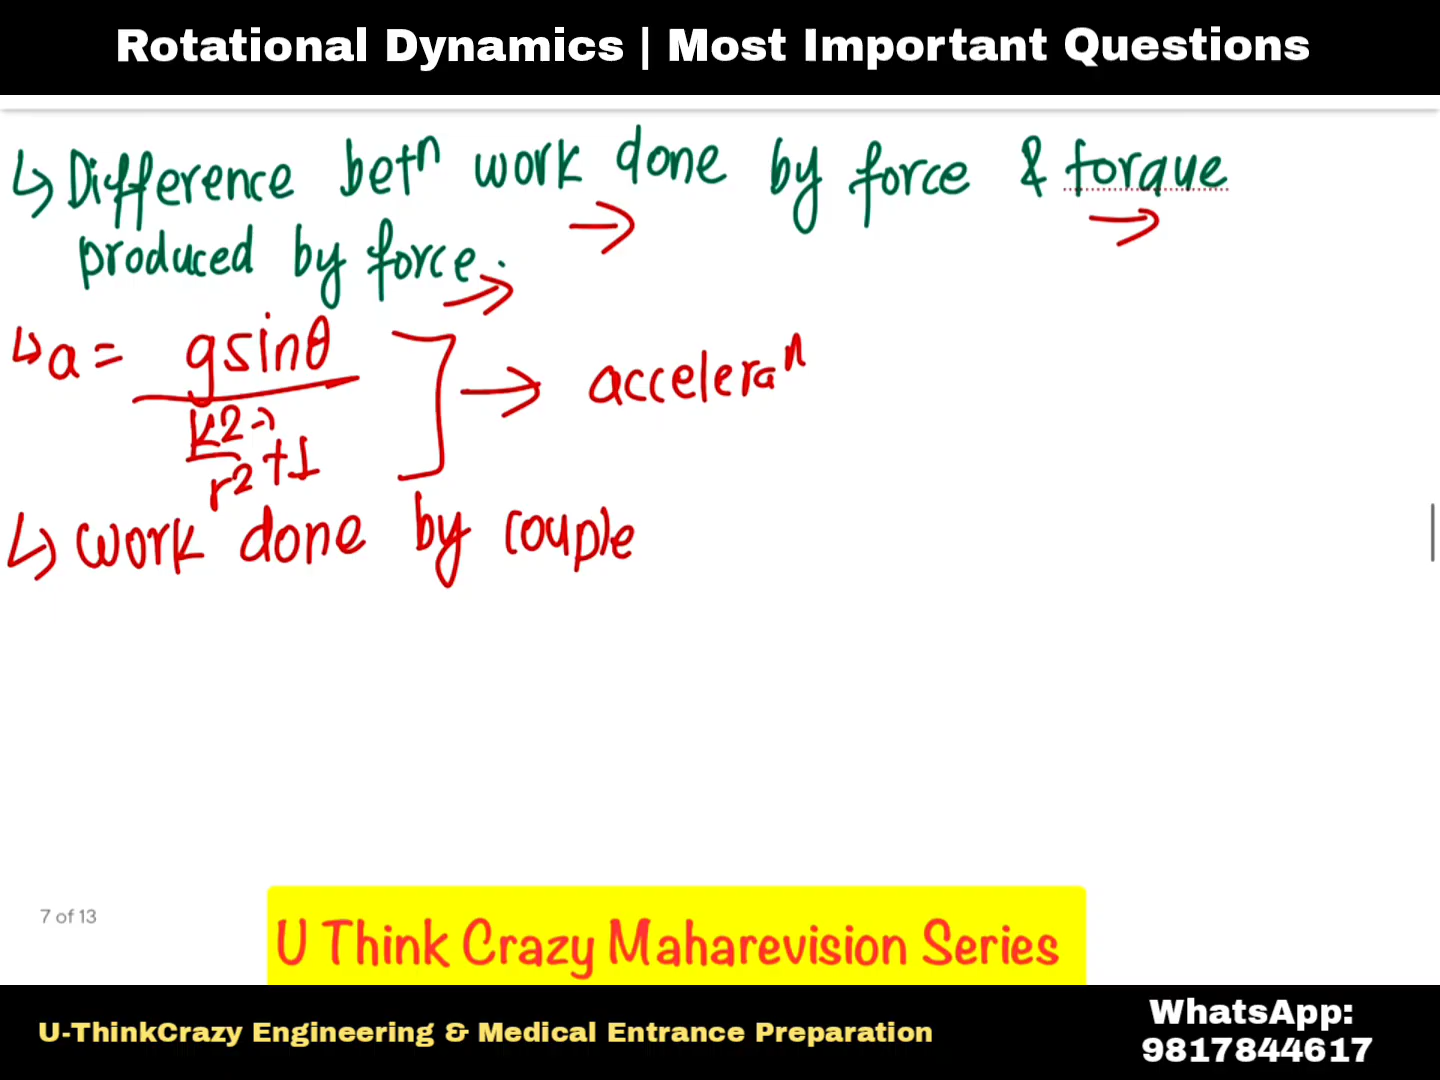 Rotational Dynamics | Most Important Questions
↳ Difference betⁿ work done by force & torque
produced by force.
↳ a = gsinθ / (k2/r2 + 1) → acceleraⁿ
↳ work done by couple
7 of 13
U Think Crazy Maharevision Series
U-ThinkCrazy Engineering & Medical Entrance Preparation
WhatsApp:
9817844617